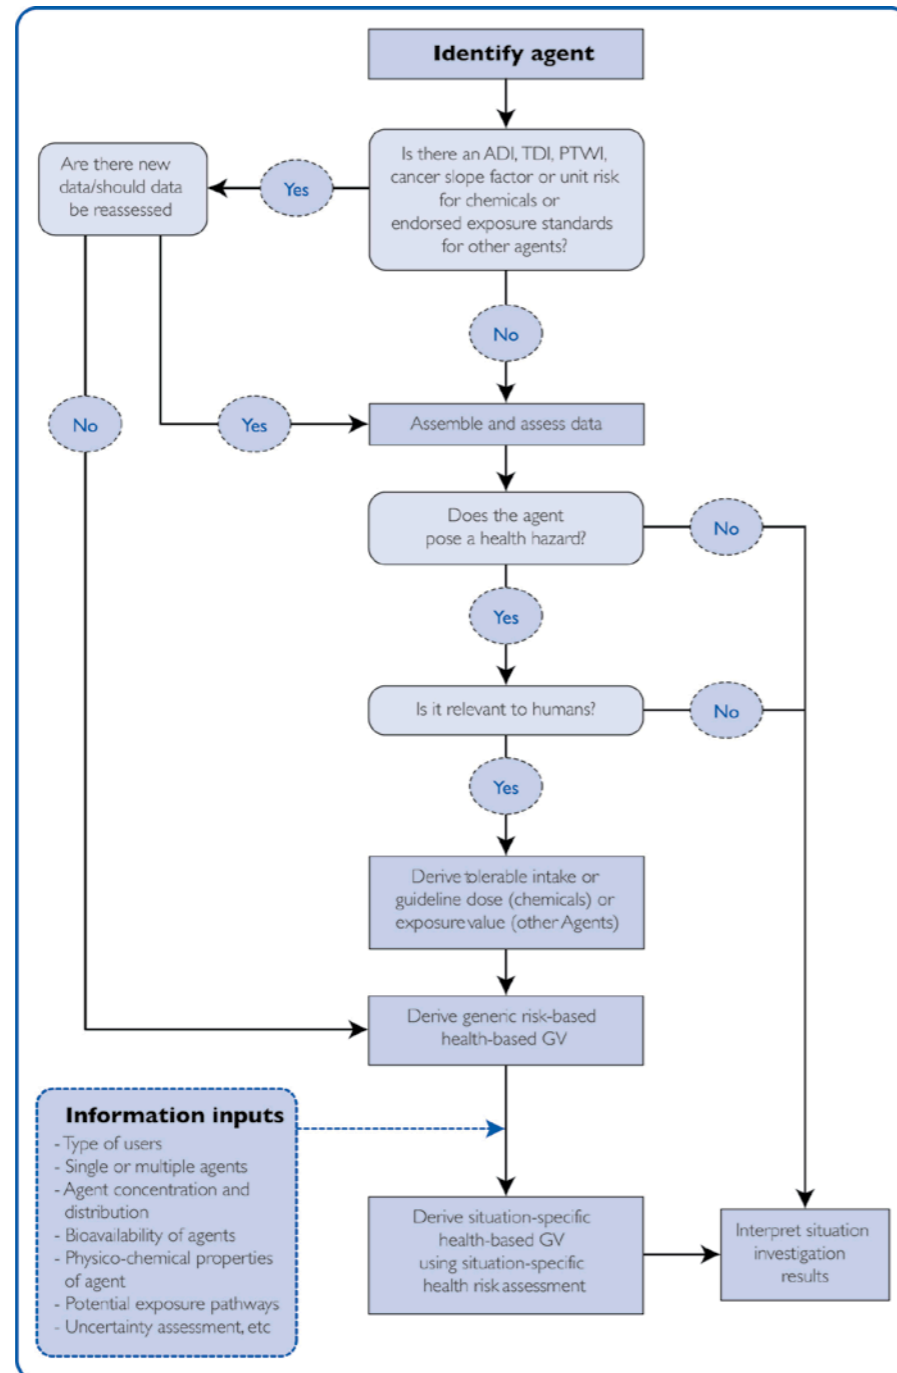 Identify agent
Is there an ADI, TDI, PTWI,
cancer slope factor or unit risk
for chemicals or
endorsed exposure standards
for other agents?
Yes
Are there new
data/should data
be reassessed
No
No
Yes
Assemble and assess data
Does the agent
pose a health hazard?
No
Yes
Is it relevant to humans?
No
Yes
Derive tolerable intake or
guideline dose (chemicals) or
exposure value (other Agents)
Derive generic risk-based
health-based GV
Information inputs
- Type of users
- Single or multiple agents
- Agent concentration and
distribution
- Bioavailability of agents
- Physico-chemical properties
of agent
- Potential exposure pathways
- Uncertainty assessment, etc
Derive situation-specific
health-based GV
using situation-specific
health risk assessment
Interpret situation
investigation
results